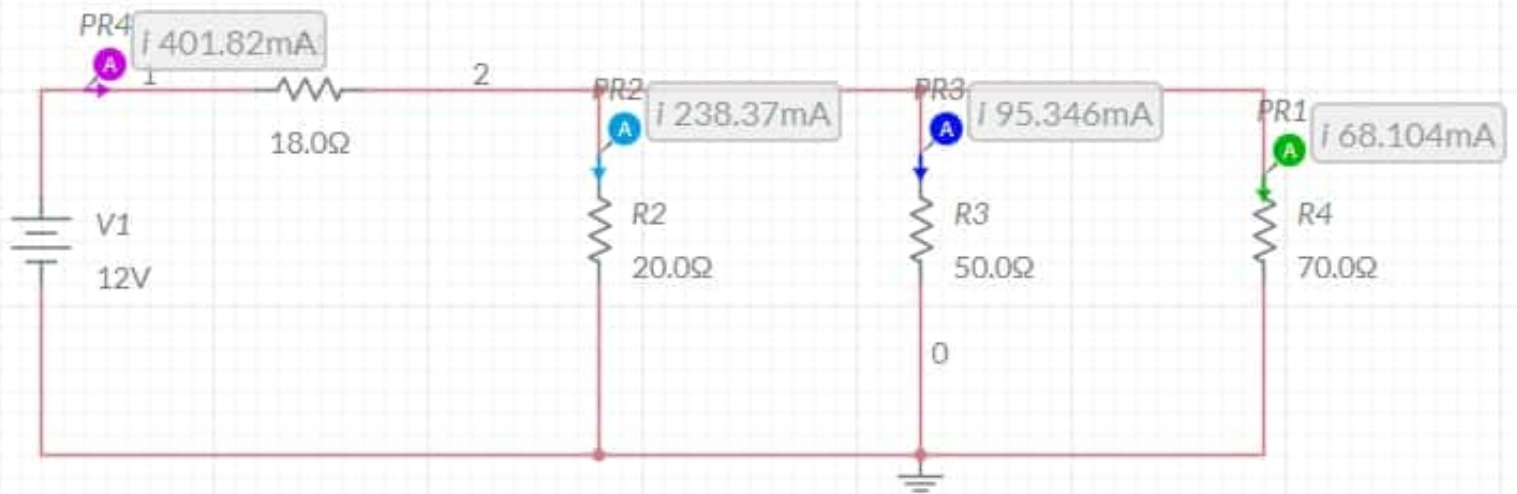 PR4
i 401.82mA
A
1
2
18.0Ω
PR2
i 238.37mA
A
PR3
i 95.346mA
A
PR1
i 68.104mA
A
V1
12V
R2
20.0Ω
R3
50.0Ω
R4
70.0Ω
0